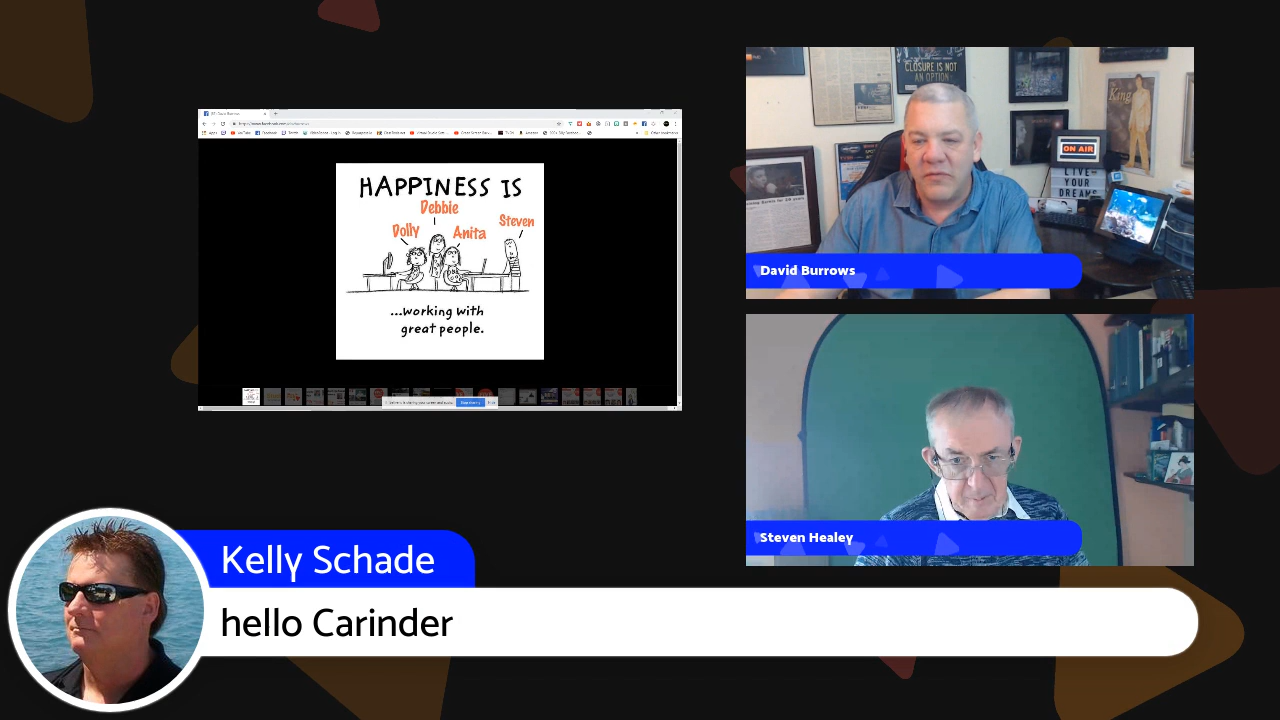 HAPPINESS IS
Debbie
Dolly
Anita
Steven
...working with
great people.
CLOSURE IS NOT
AN OPTION
King
ON AIR
LIVE
YOUR
DREAMS
David Burrows
Steven Healey
Kelly Schade
hello Carinder